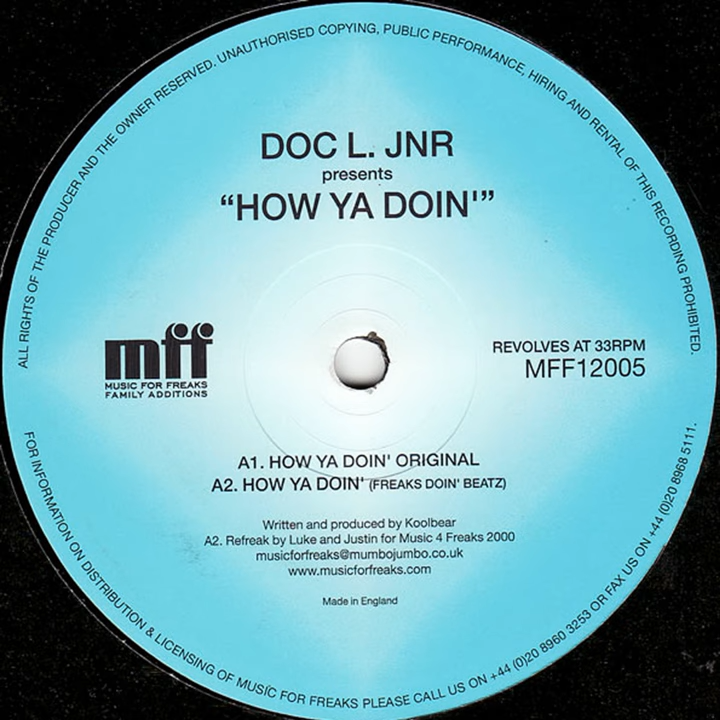 ALL RIGHTS OF THE PRODUCER AND THE OWNER RESERVED. UNAUTHORISED COPYING, PUBLIC PERFORMANCE, HIRING AND RENTAL OF THIS RECORDING PROHIBITED.
DOC L. JNR
presents
“HOW YA DOIN'”
mff
MUSIC FOR FREAKS
FAMILY ADDITIONS
REVOLVES AT 33RPM
MFF12005
A1. HOW YA DOIN' ORIGINAL
A2. HOW YA DOIN' (FREAKS DOIN' BEATZ)
Written and produced by Koolbear
A2. Refreak by Luke and Justin for Music 4 Freaks 2000
musicforfreaks@mumbojumbo.co.uk
www.musicforfreaks.com
Made in England
FOR INFORMATION ON DISTRIBUTION & LICENSING OF MUSIC FOR FREAKS PLEASE CALL US ON +44 (0)20 8960 3253 OR FAX US ON +44 (0)20 8968 5111.